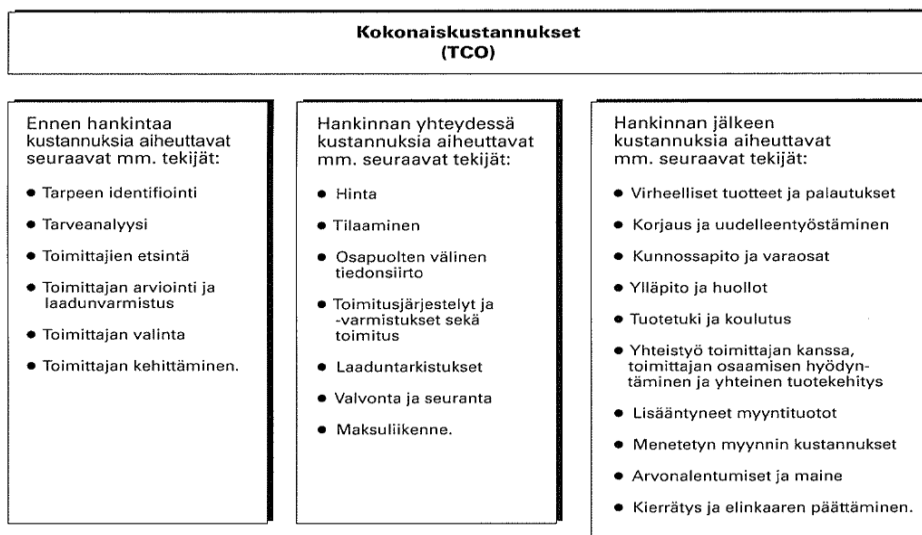 Kokonaiskustannukset
(TCO)
Ennen hankintaa
kustannuksia aiheuttavat
seuraavat mm. tekijät:
● Tarpeen identifiointi
● Tarveanalyysi
● Toimittajien etsintä
● Toimittajan arviointi ja
laadunvarmistus
● Toimittajan valinta
● Toimittajan kehittäminen.
Hankinnan yhteydessä
kustannuksia aiheuttavat
mm. seuraavat tekijät:
● Hinta
● Tilaaminen
● Osapuolten välinen
tiedonsiirto
● Toimitusjärjestelyt ja
-varmistukset sekä
toimitus
● Laaduntarkistukset
● Valvonta ja seuranta
● Maksuliikenne.
Hankinnan jälkeen
kustannuksia aiheuttavat
mm. seuraavat tekijät:
● Virheelliset tuotteet ja palautukset
● Korjaus ja uudelleentyöstäminen
● Kunnossapito ja varaosat
● Ylläpito ja huollot
● Tuotetuki ja koulutus
● Yhteistyö toimittajan kanssa,
toimittajan osaamisen hyödyn-
täminen ja yhteinen tuotekehitys
● Lisääntyneet myyntituotot
● Menetetyn myynnin kustannukset
● Arvonalentumiset ja maine
● Kierrätys ja elinkaaren päättäminen.